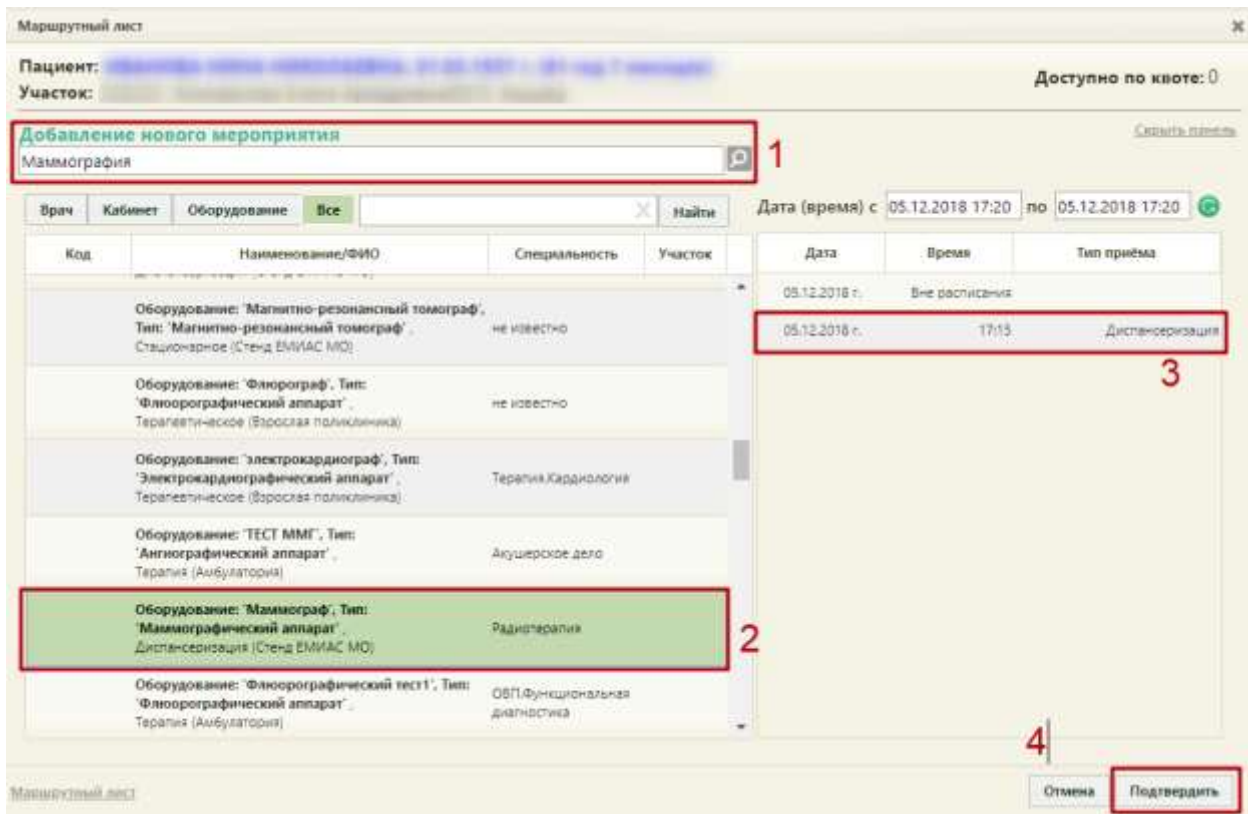 Маршрутный лист
Пациент:
Участок:
Доступно по квоте: 0
Добавление нового мероприятия
Скрыть панель
Маммография
1
Врач Кабинет Оборудование Все Найти
Дата (время) с 05.12.2018 17:20 по 05.12.2018 17:20
Код Наименование/ФИО Специальность Участок
Дата Время Тип приёма
05.12.2018 г. Вне расписания
05.12.2018 г. 17:15 Диспансеризация
3
Оборудование: 'Магнитно-резонансный томограф',
Тип: 'Магнитно-резонансный томограф' ,
Стационарное (Стенд ЕМИАС МО)
не известно
Оборудование: 'Флюрограф', Тип:
'Флюорографический аппарат' ,
Терапевтическое (Взрослая поликлиника)
не известно
Оборудование: 'электрокардиограф', Тип:
'Электрокардиографический аппарат' ,
Терапевтическое (Взрослая поликлиника)
Терапия,Кардиология
Оборудование: 'ТЕСТ ММГ', Тип:
'Ангиографический аппарат' ,
Терапия (Амбулатория)
Акушерское дело
Оборудование: 'Маммограф', Тип:
'Маммографический аппарат' ,
Диспансеризация (Стенд ЕМИАС МО)
Радиотерапия
2
Оборудование: 'Флюорографический тест1', Тип:
'Флюорографический аппарат' ,
Терапия (Амбулатория)
ОВП,Функциональная
диагностика
4
Маршрутный лист
Отмена Подтвердить